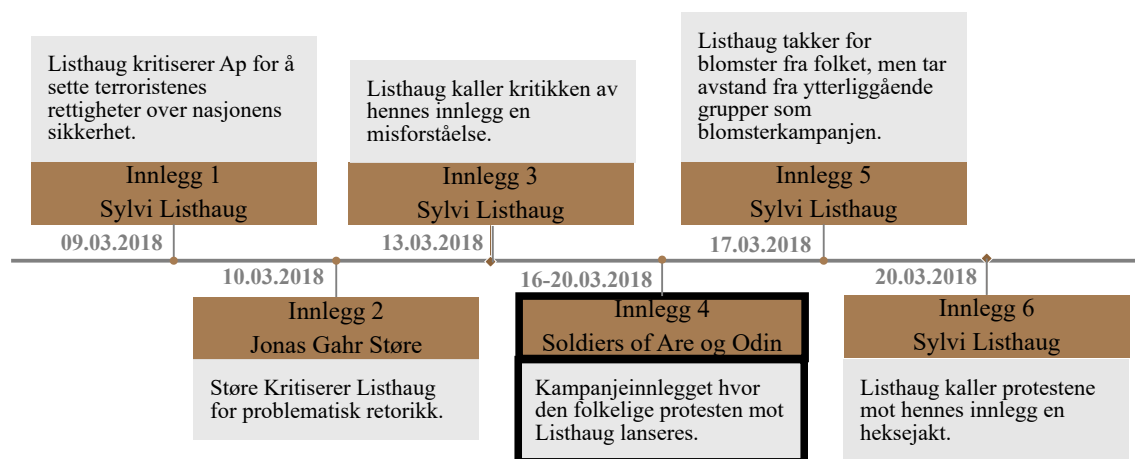 Listhaug kritiserer Ap for å
sette terroristenes
rettigheter over nasjonens
sikkerhet.
Innlegg 1
Sylvi Listhaug
09.03.2018
10.03.2018
Innlegg 2
Jonas Gahr Støre
Støre Kritiserer Listhaug
for problematisk retorikk.
Listhaug kaller kritikken av
hennes innlegg en
misforståelse.
Innlegg 3
Sylvi Listhaug
13.03.2018
16-20.03.2018
Innlegg 4
Soldiers of Are og Odin
Kampanjeinnlegget hvor
den folkelige protesten mot
Listhaug lanseres.
Listhaug takker for
blomster fra folket, men tar
avstand fra ytterliggående
grupper som
blomsterkampanjen.
Innlegg 5
Sylvi Listhaug
17.03.2018
20.03.2018
Innlegg 6
Sylvi Listhaug
Listhaug kaller protestene
mot hennes innlegg en
heksejakt.